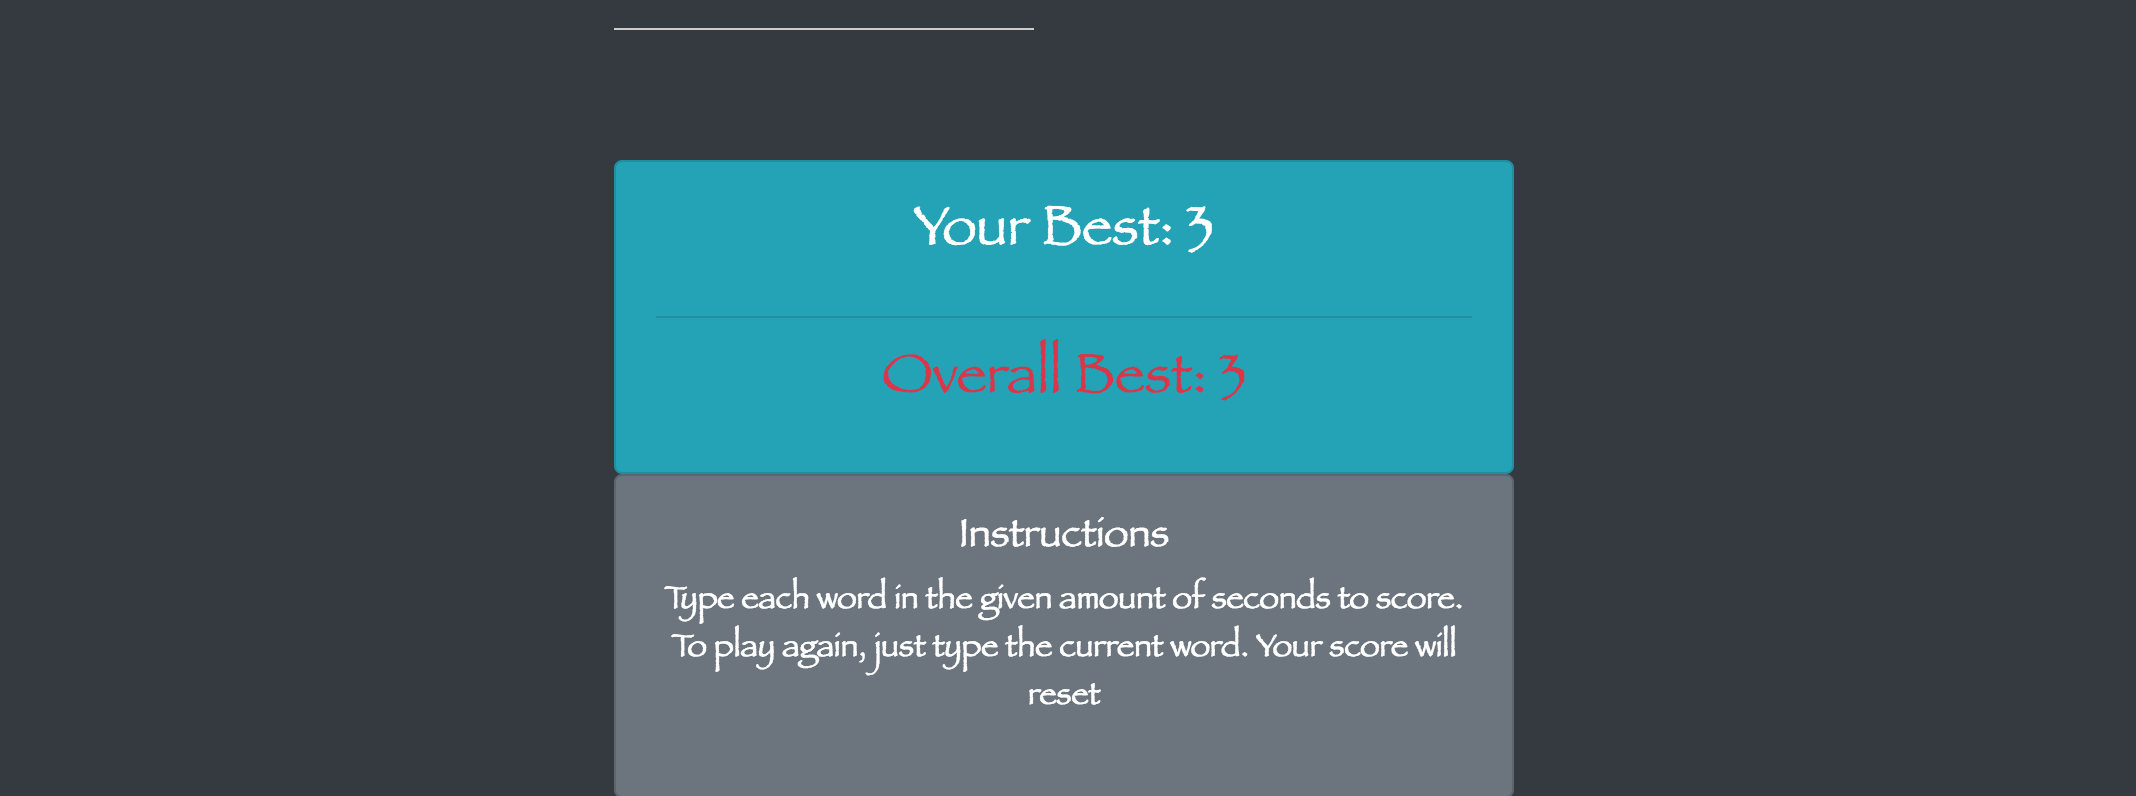 Your Best: 3
Overall Best: 3
Instructions
Type each word in the given amount of seconds to score.
To play again, just type the current word. Your score will
reset